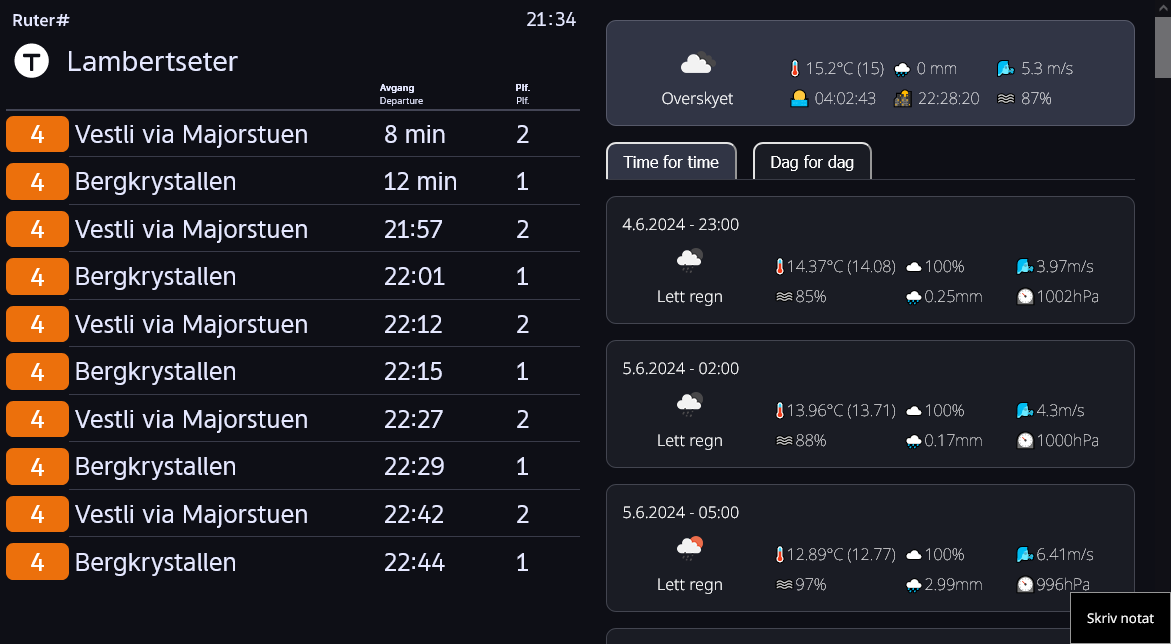 Ruter# 21:34
T Lambertseter
Avgang Plf.
Departure Plf.
4 Vestli via Majorstuen 8 min 2
4 Bergkrystallen 12 min 1
4 Vestli via Majorstuen 21:57 2
4 Bergkrystallen 22:01 1
4 Vestli via Majorstuen 22:12 2
4 Bergkrystallen 22:15 1
4 Vestli via Majorstuen 22:27 2
4 Bergkrystallen 22:29 1
4 Vestli via Majorstuen 22:42 2
4 Bergkrystallen 22:44 1
15.2°C (15) 0 mm 5.3 m/s
Overskyet 04:02:43 22:28:20 87%
Time for time Dag for dag
4.6.2024 - 23:00
14.37°C (14.08) 100% 3.97m/s
Lett regn 85% 0.25mm 1002hPa
5.6.2024 - 02:00
13.96°C (13.71) 100% 4.3m/s
Lett regn 88% 0.17mm 1000hPa
5.6.2024 - 05:00
12.89°C (12.77) 100% 6.41m/s
Lett regn 97% 2.99mm 996hPa
Skriv notat